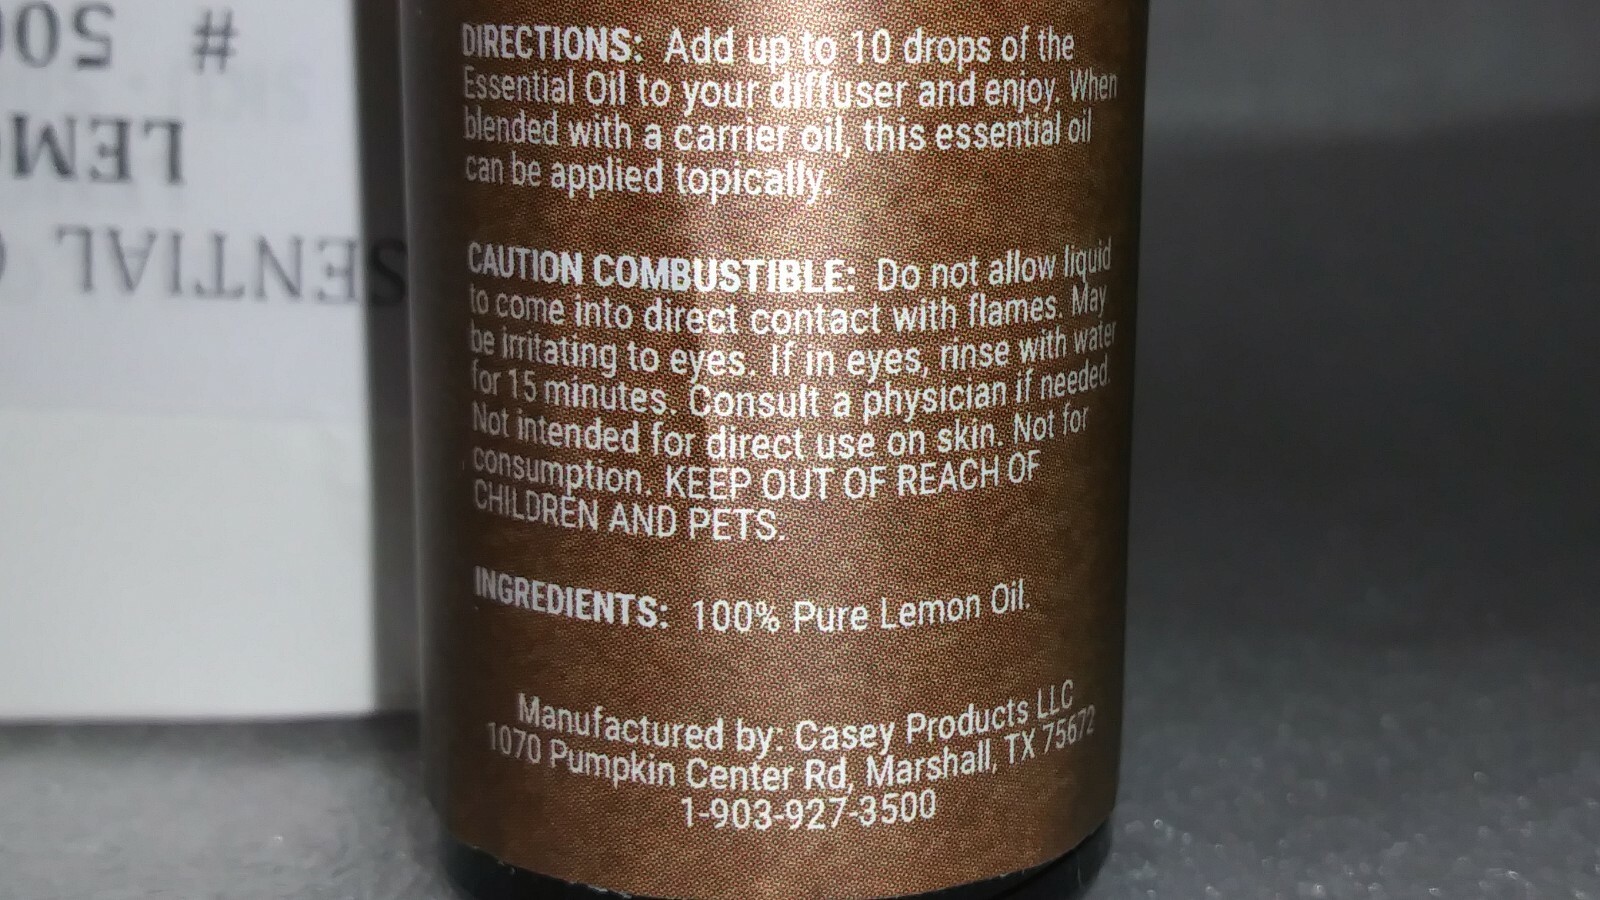 DIRECTIONS: Add up to 10 drops of the
Essential Oil to your diffuser and enjoy. When
blended with a carrier oil, this essential oil
can be applied topically.
CAUTION COMBUSTIBLE: Do not allow liquid
to come into direct contact with flames. May
be irritating to eyes. If in eyes, rinse with water
for 15 minutes. Consult a physician if needed.
Not intended for direct use on skin. Not for
consumption. KEEP OUT OF REACH OF
CHILDREN AND PETS.
INGREDIENTS: 100% Pure Lemon Oil.
Manufactured by: Casey Products LLC
1070 Pumpkin Center Rd, Marshall, TX 75672
1-903-927-3500
SENTIAL
LEMO
# 500